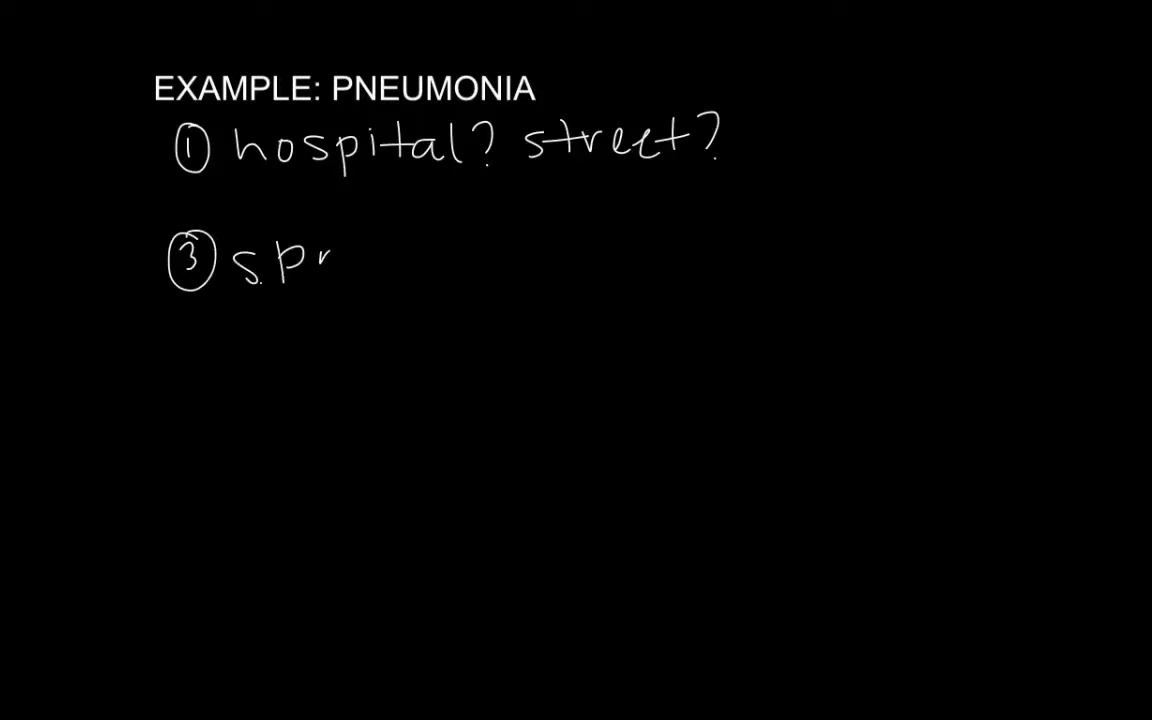 EXAMPLE: PNEUMONIA
① hospital? street?
③ s. pr